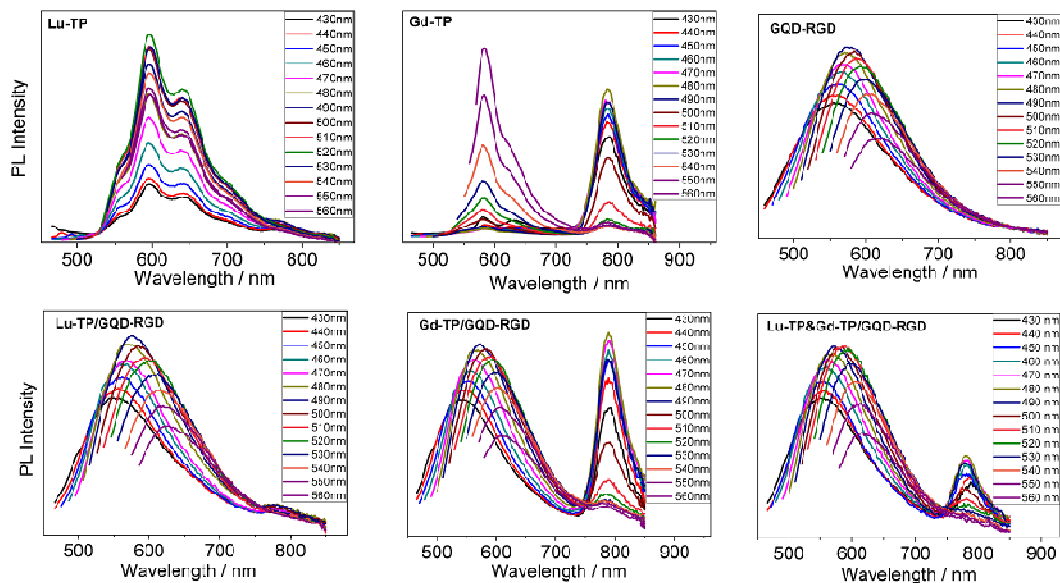 Lu-TP
430nm
440nm
450nm
460nm
470nm
480nm
490nm
500nm
510nm
520nm
530nm
540nm
550nm
560nm
PL Intensity
500 600 700 800
Wavelength / nm
Gd-TP
430nm
440nm
450nm
460nm
470nm
480nm
490nm
500nm
510nm
520nm
530nm
540nm
550nm
560nm
500 600 700 800 900
Wavelength / nm
GQD-RGD
430nm
440nm
450nm
460nm
470nm
480nm
490nm
500nm
510nm
520nm
530nm
540nm
550nm
560nm
500 600 700 800
Wavelength / nm
Lu-TP/GQD-RGD
430nm
440nm
450nm
460nm
470nm
480nm
490nm
500nm
510nm
520nm
530nm
540nm
550nm
560nm
PL Intensity
500 600 700 800
Wavelength / nm
Gd-TP/GQD-RGD
430nm
440nm
450nm
460nm
470nm
480nm
490nm
500nm
510nm
520nm
530nm
540nm
550nm
560nm
500 600 700 800 900
Wavelength / nm
Lu-TP&Gd-TP/GQD-RGD
430 nm
440 nm
450 nm
460 nm
470 nm
480 nm
490 nm
500 nm
510 nm
520 nm
530 nm
540 nm
550 nm
560 nm
500 600 700 800 900
Wavelength / nm